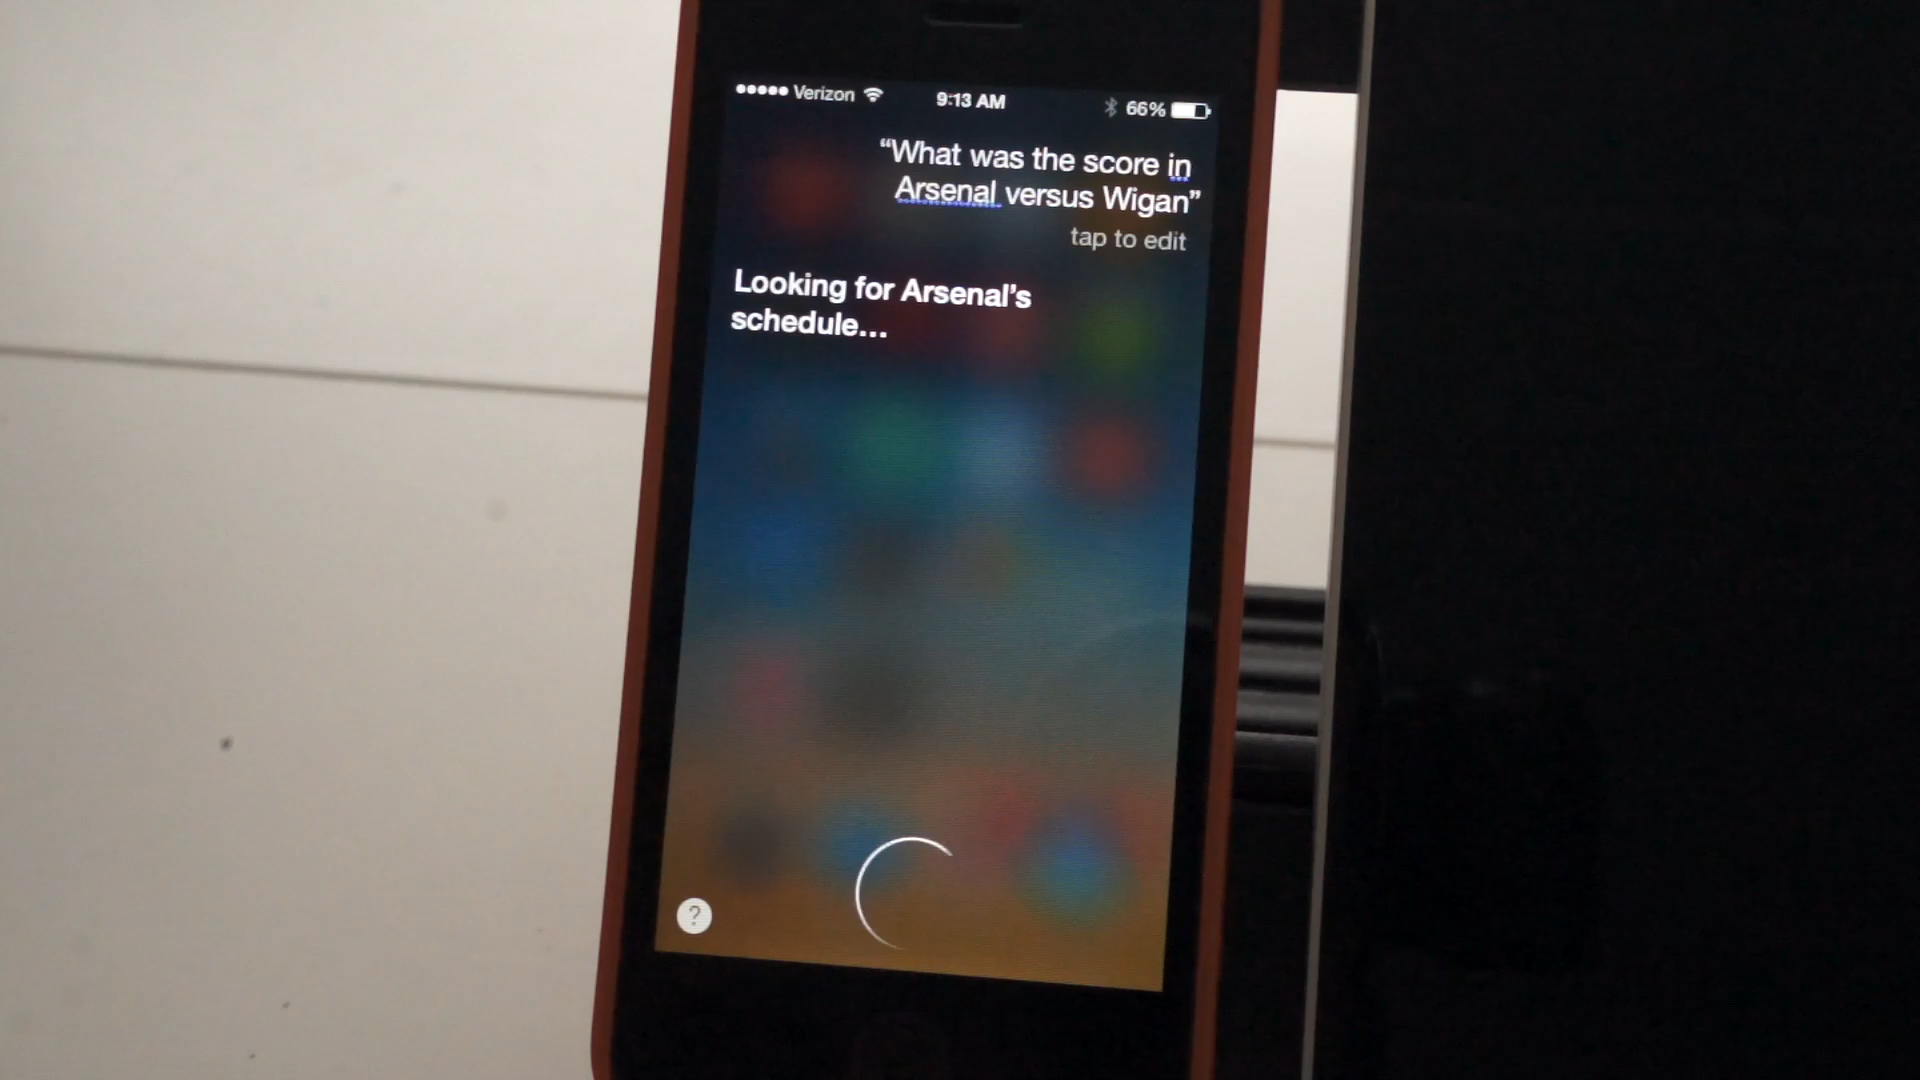 Verizon 9:13 AM 66%
“What was the score in
Arsenal versus Wigan”
tap to edit
Looking for Arsenal’s
schedule...
?